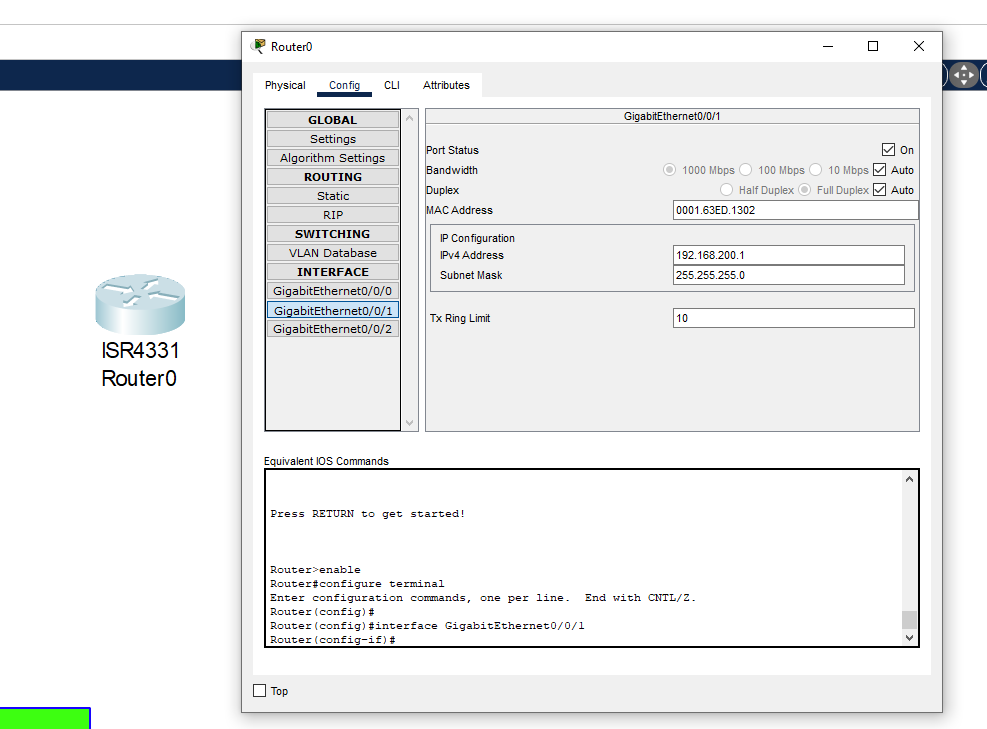 Router0
Physical Config CLI Attributes
GLOBAL
Settings
Algorithm Settings
ROUTING
Static
RIP
SWITCHING
VLAN Database
INTERFACE
GigabitEthernet0/0/0
GigabitEthernet0/0/1
GigabitEthernet0/0/2
GigabitEthernet0/0/1
Port Status On
Bandwidth 1000 Mbps 100 Mbps 10 Mbps Auto
Duplex Half Duplex Full Duplex Auto
MAC Address 0001.63ED.1302
IP Configuration
IPv4 Address 192.168.200.1
Subnet Mask 255.255.255.0
Tx Ring Limit 10
ISR4331
Router0
Equivalent IOS Commands
Press RETURN to get started!
Router>enable
Router#configure terminal
Enter configuration commands, one per line.  End with CNTL/Z.
Router(config)#
Router(config)#interface GigabitEthernet0/0/1
Router(config-if)#
Top